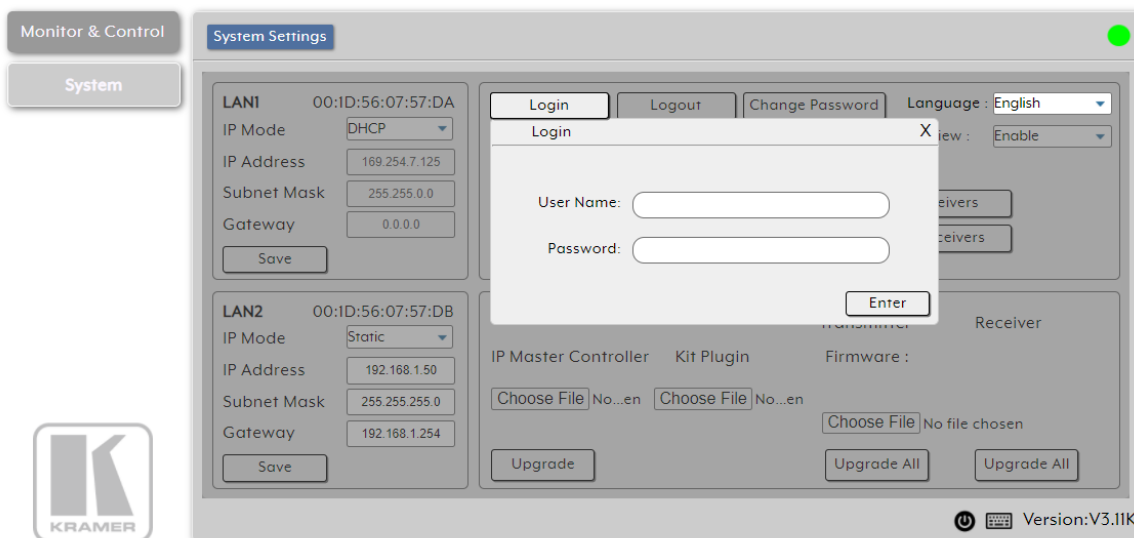 Monitor & Control
System
System Settings
LAN1 00:1D:56:07:57:DA
IP Mode DHCP
IP Address 169.254.7.125
Subnet Mask 255.255.0.0
Gateway 0.0.0.0
Save
Login Logout Change Password Language : English
iew : Enable
Login X
User Name:
Password:
Enter
eivers
ceivers
LAN2 00:1D:56:07:57:DB
IP Mode Static
IP Address 192.168.1.50
Subnet Mask 255.255.255.0
Gateway 192.168.1.254
Save
Receiver
IP Master Controller Kit Plugin Firmware :
Choose File No...en Choose File No...en
Choose File No file chosen
Upgrade Upgrade All Upgrade All
KRAMER
Version:V3.11K